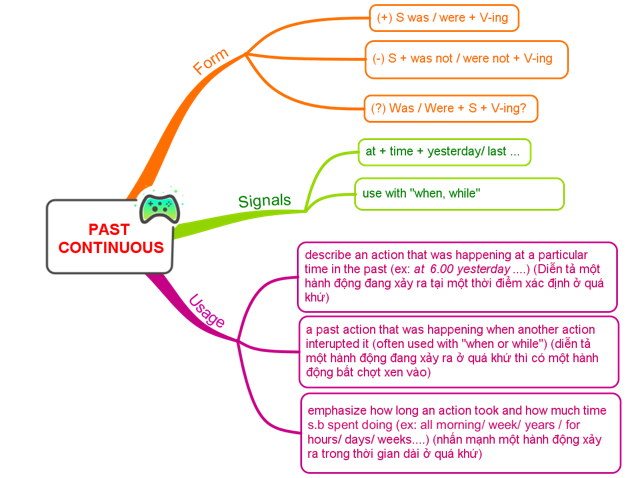 PAST
CONTINUOUS
Form
(+) S was / were + V-ing
(-) S + was not / were not + V-ing
(?) Was / Were + S + V-ing?
Signals
at + time + yesterday/ last ...
use with "when, while"
Usage
describe an action that was happening at a particular
time in the past (ex: at 6.00 yesterday ....) (Diễn tả một
hành động đang xảy ra tại một thời điểm xác định ở quá
khứ)
a past action that was happening when another action
interupted it (often used with "when or while") (diễn tả
một hành động đang xảy ra ở quá khứ thì có một hành
động bất chợt xen vào)
emphasize how long an action took and how much time
s.b spent doing (ex: all morning/ week/ years / for
hours/ days/ weeks....) (nhấn mạnh một hành động xảy
ra trong thời gian dài ở quá khứ)